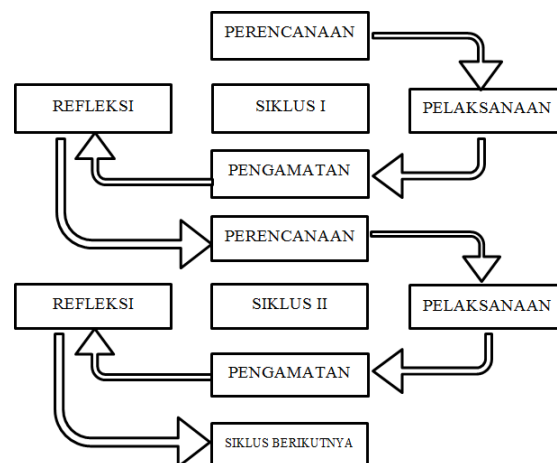 PERENCANAAN
REFLEKSI
SIKLUS I
PELAKSANAAN
PENGAMATAN
PERENCANAAN
REFLEKSI
SIKLUS II
PELAKSANAAN
PENGAMATAN
SIKLUS BERIKUTNYA